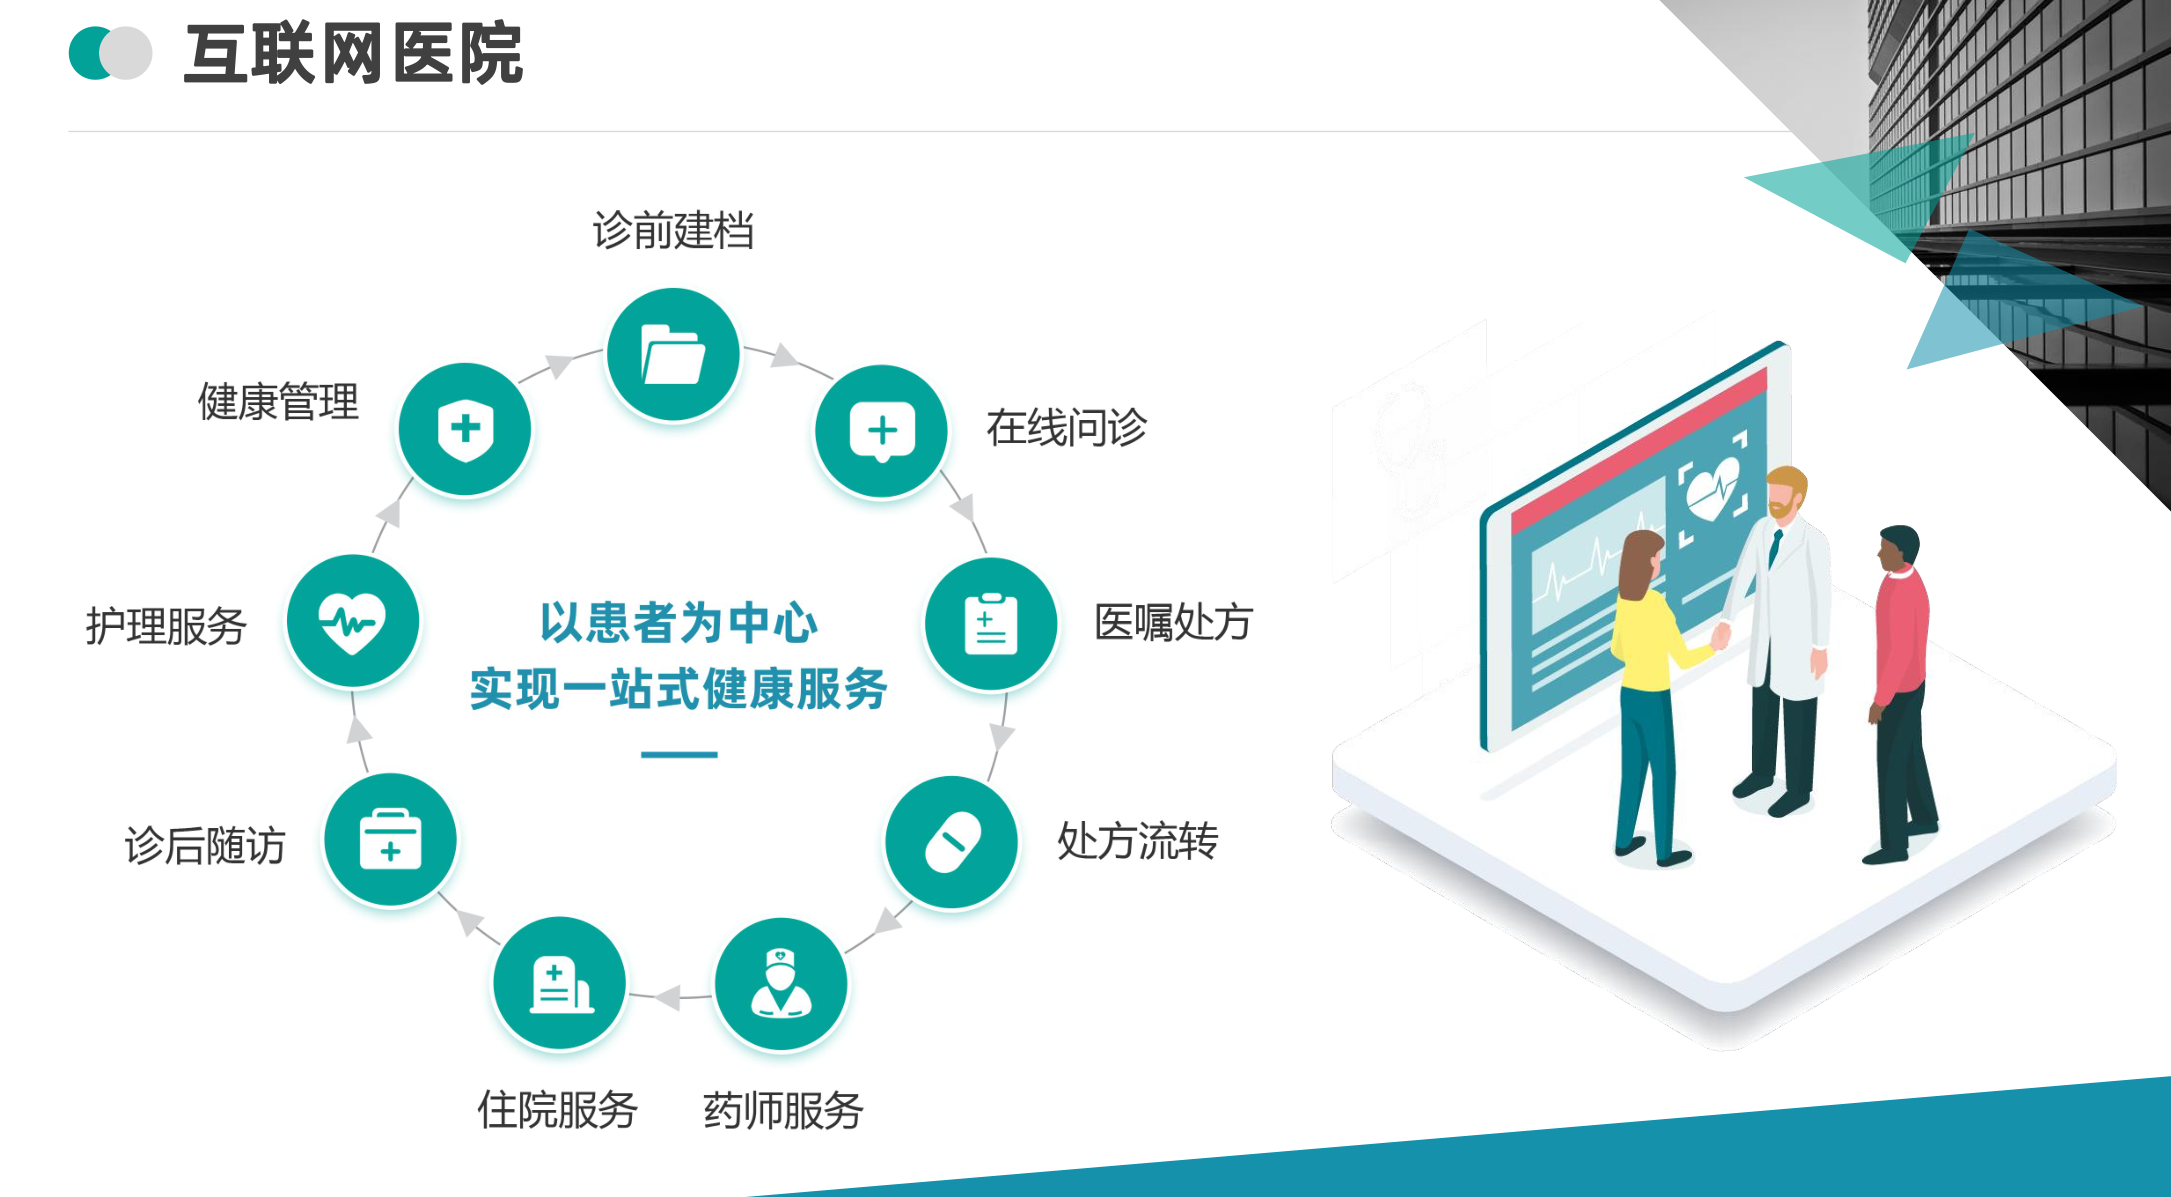 互联网医院
诊前建档
健康管理
在线问诊
护理服务
以患者为中心
实现一站式健康服务
医嘱处方
诊后随访
处方流转
住院服务
药师服务